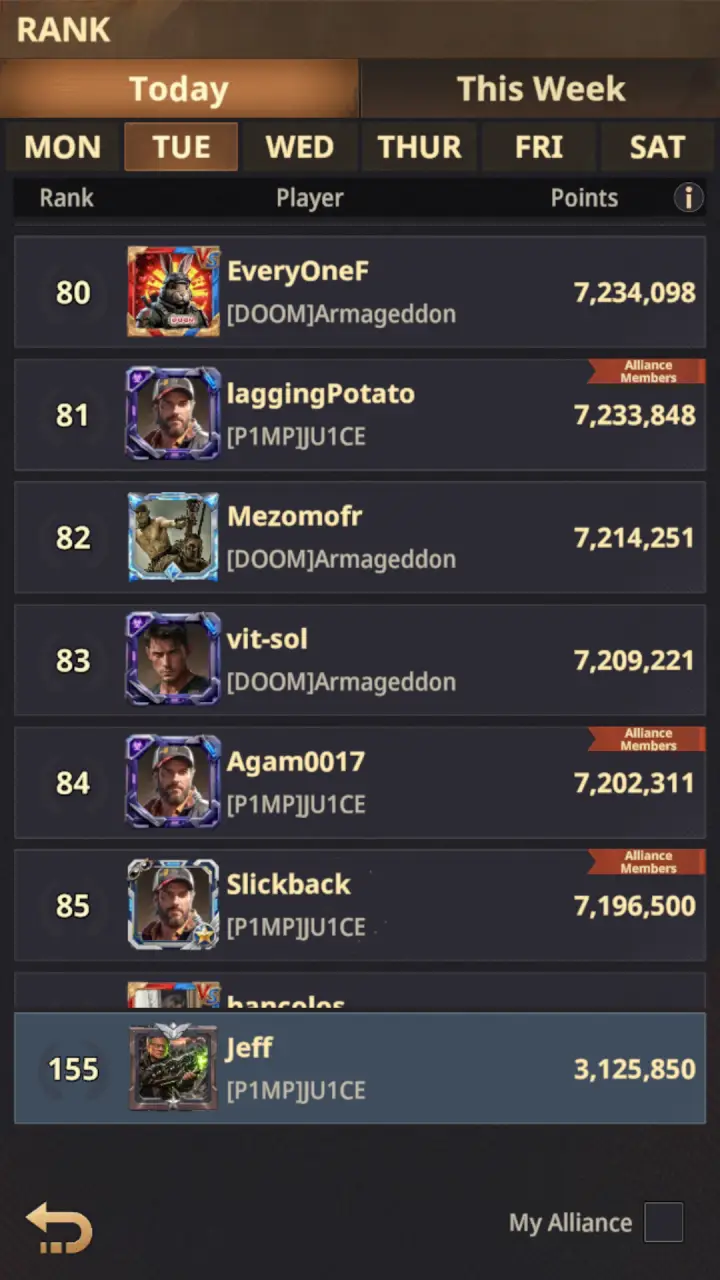 RANK
Today
This Week
MON TUE WED THUR FRI SAT
Rank Player Points
80 EveryOneF 7,234,098
[DOOM]Armageddon
Alliance Members
81 laggingPotato 7,233,848
[P1MP]JU1CE
82 Mezomofr 7,214,251
[DOOM]Armageddon
83 vit-sol 7,209,221
[DOOM]Armageddon
Alliance Members
84 Agam0017 7,202,311
[P1MP]JU1CE
Alliance Members
85 Slickback 7,196,500
[P1MP]JU1CE
155 Jeff 3,125,850
[P1MP]JU1CE
My Alliance